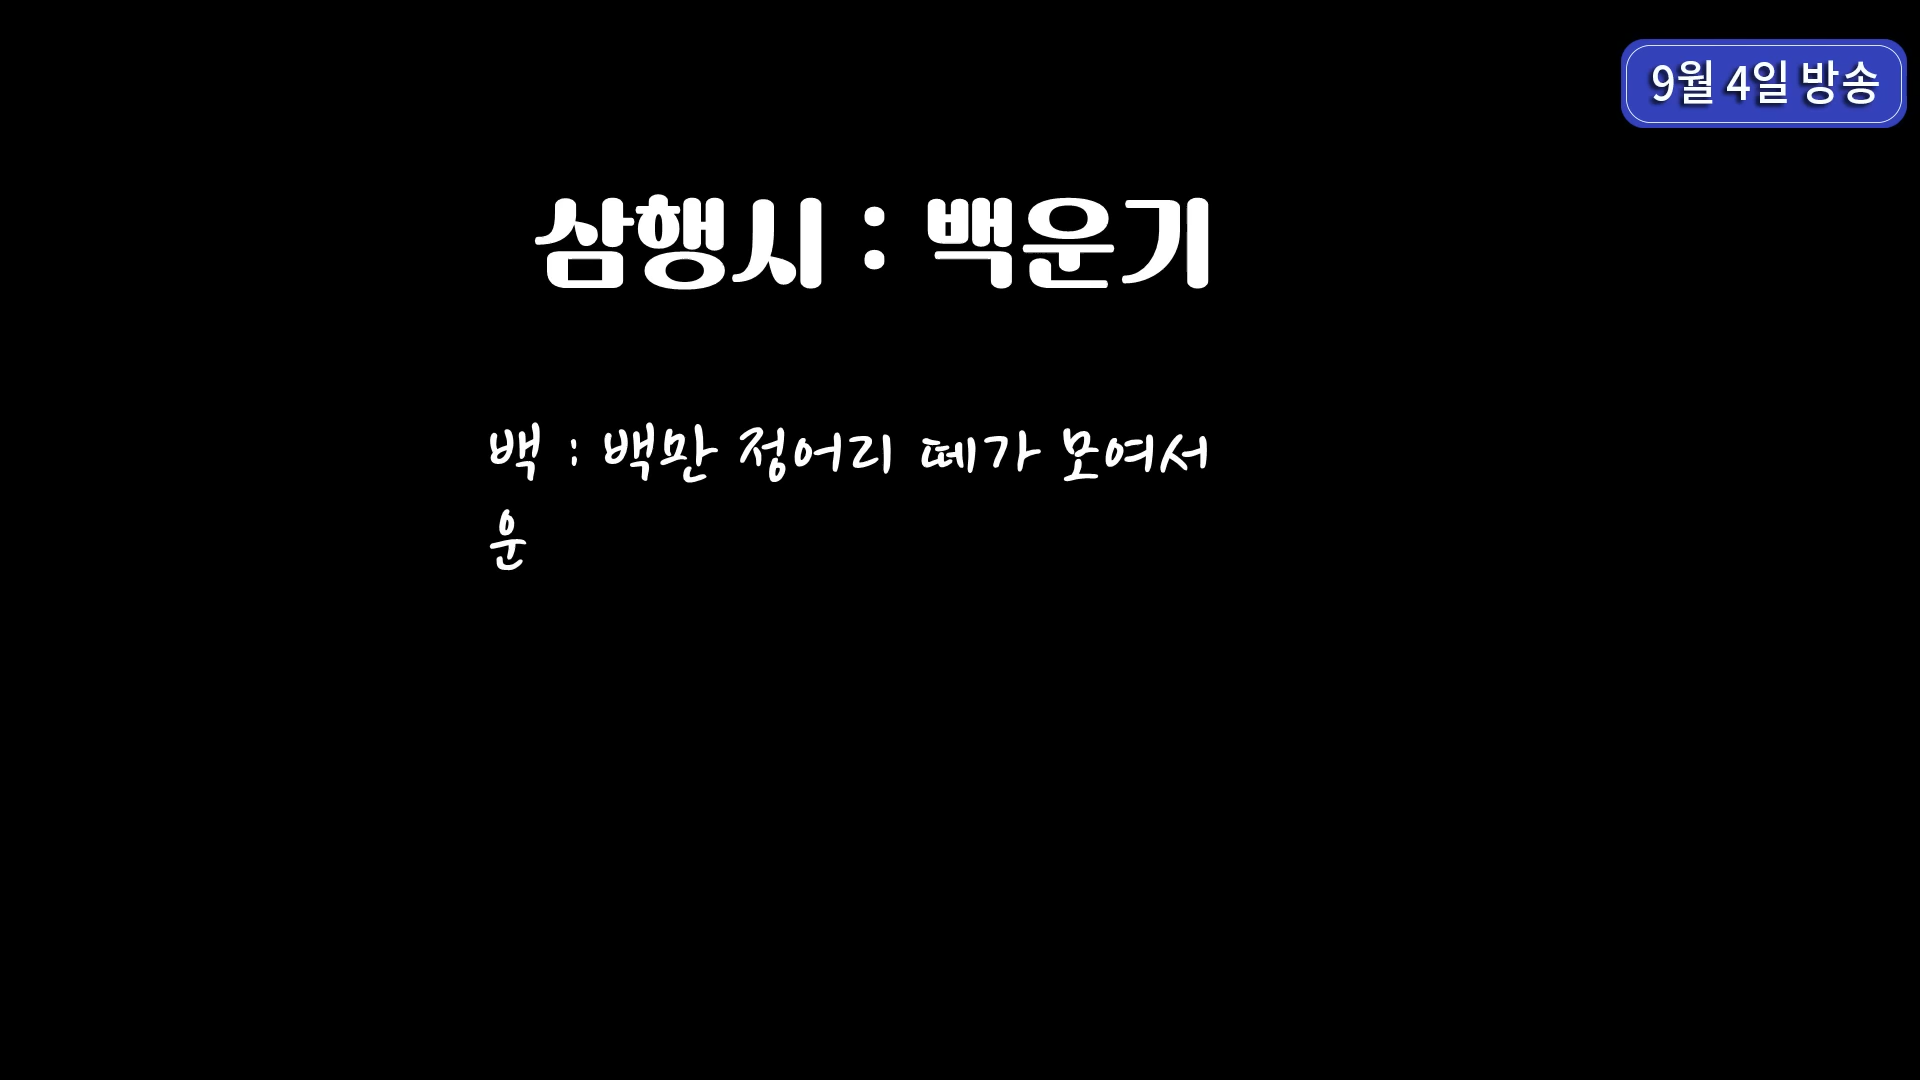 9월 4일 방송
삼행시 : 백운기
백 : 백만 정어리 떼가 모여서
운